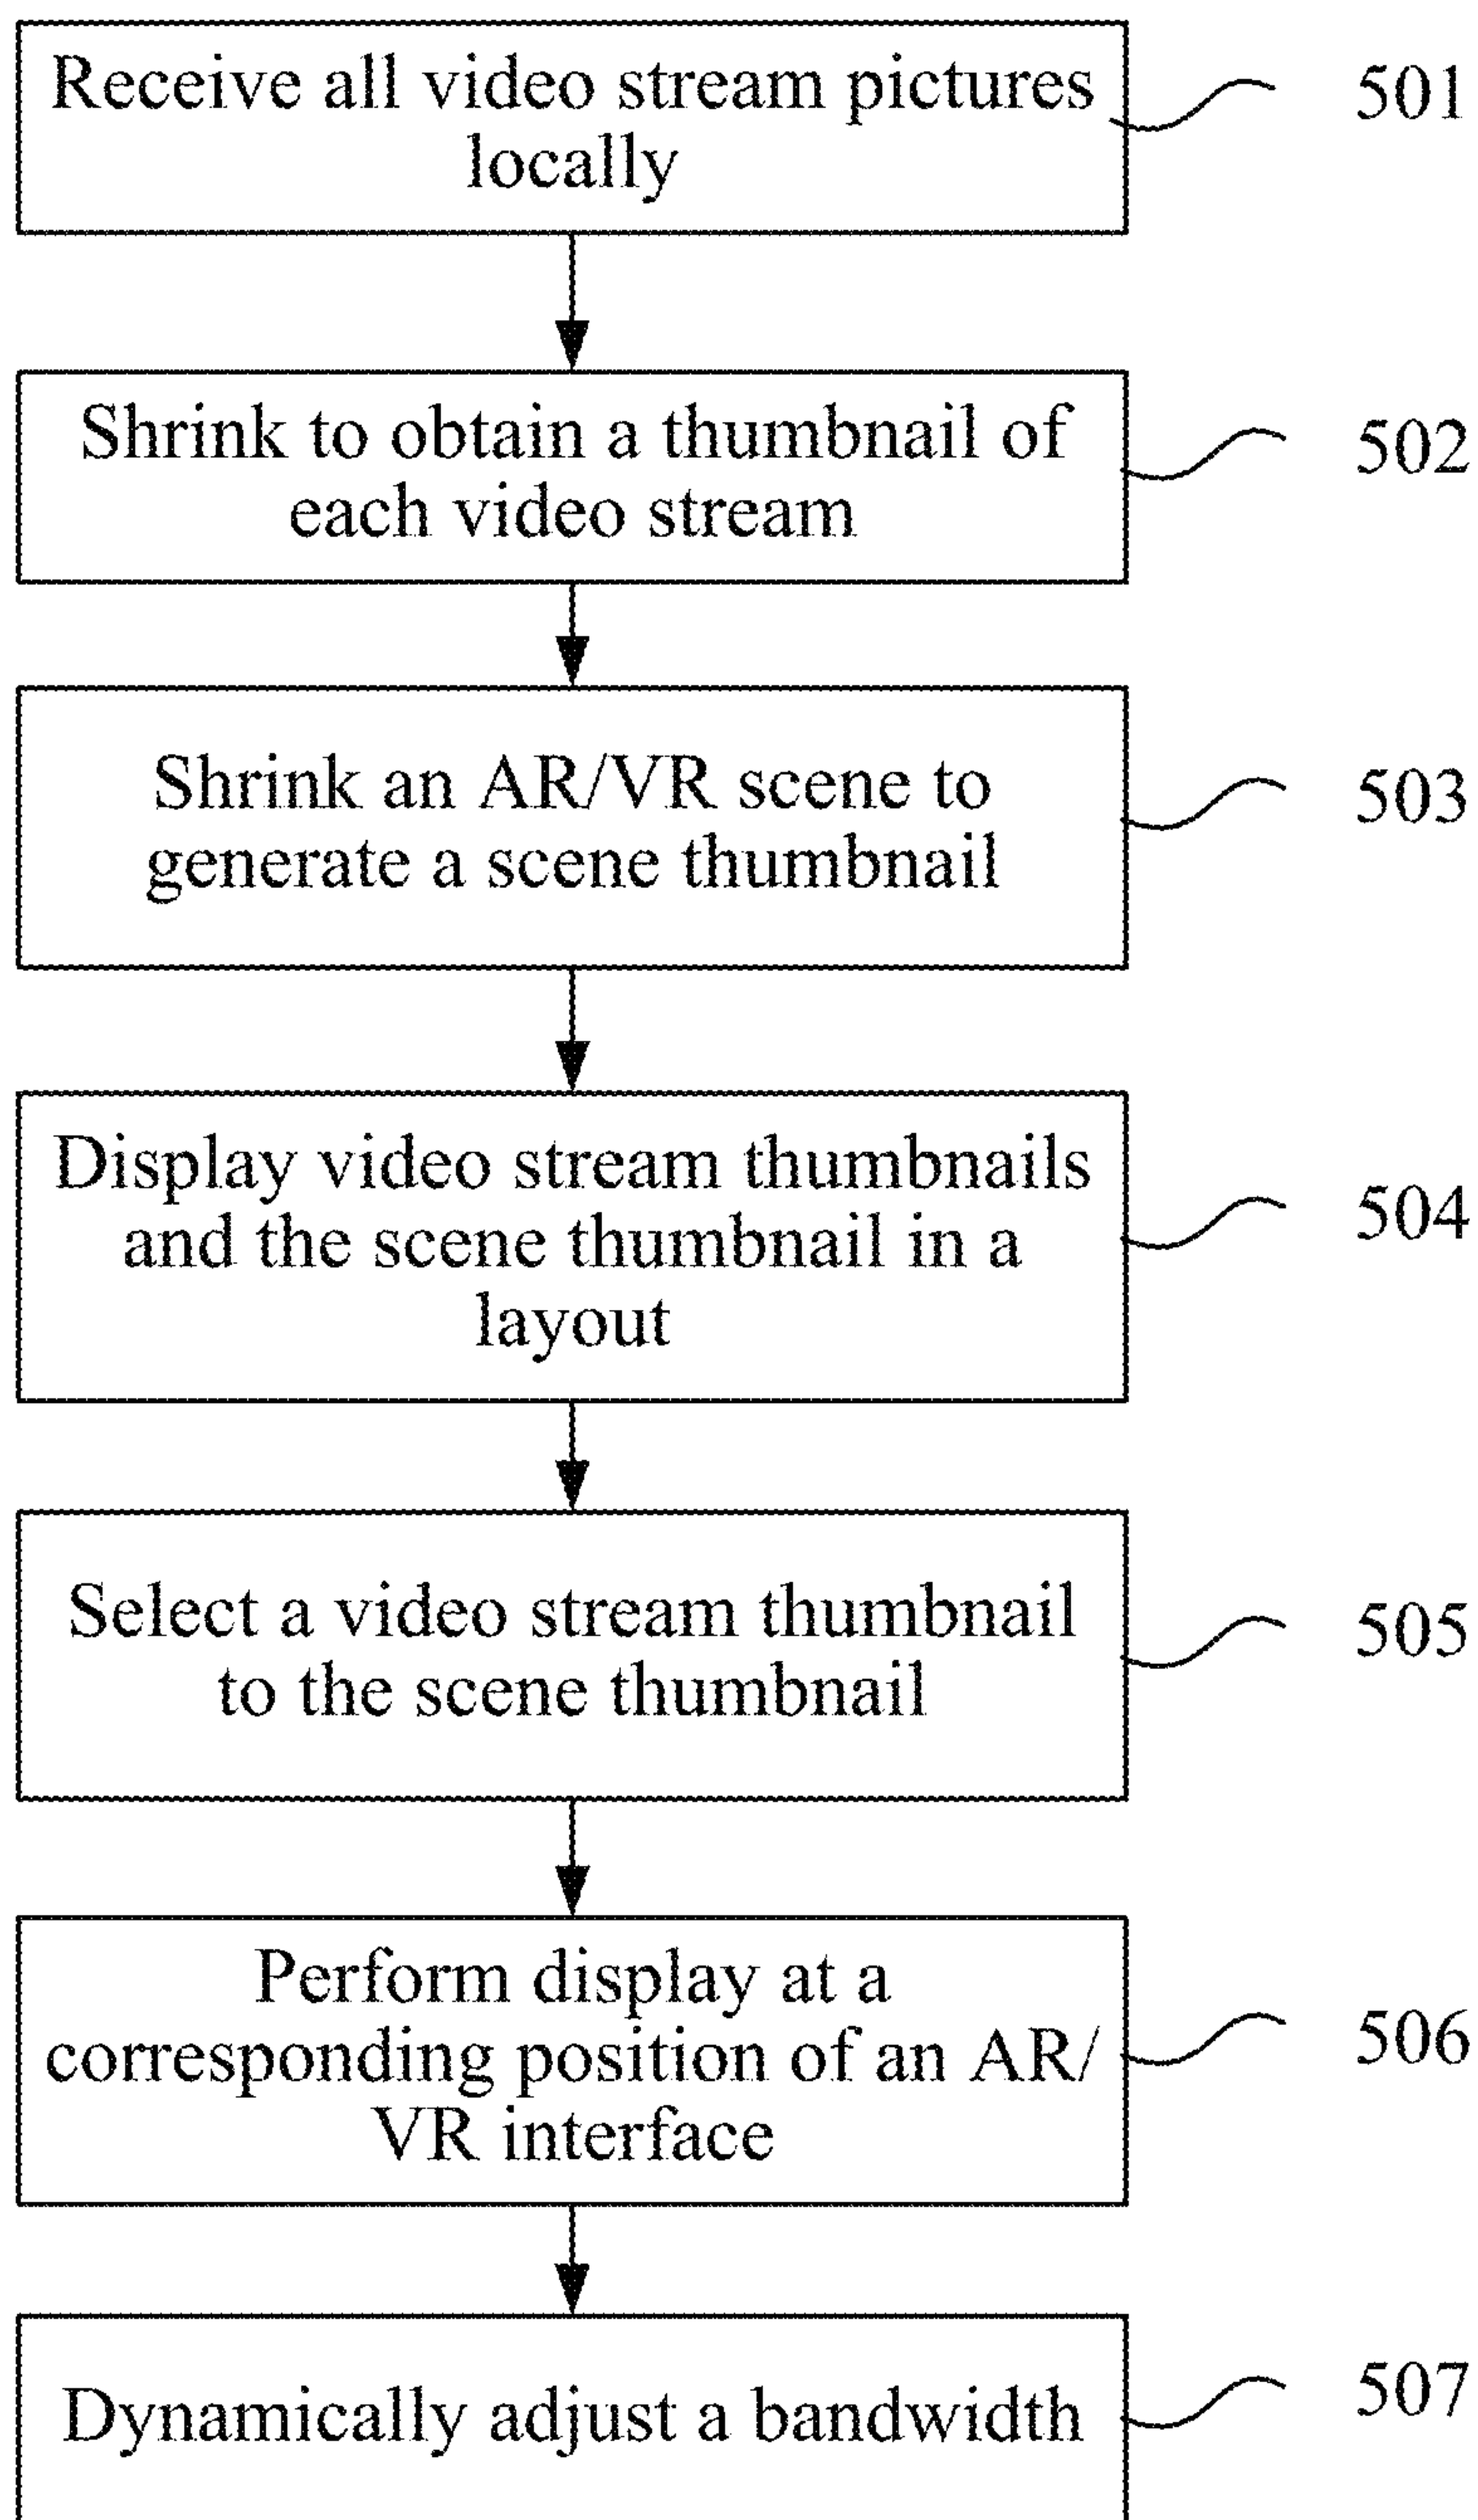 Receive all video stream pictures
locally
501
Shrink to obtain a thumbnail of
each video stream
502
Shrink an AR/VR scene to
generate a scene thumbnail
503
Display video stream thumbnails
and the scene thumbnail in a
layout
504
Select a video stream thumbnail
to the scene thumbnail
505
Perform display at a
corresponding position of an AR/
VR interface
506
Dynamically adjust a bandwidth
507